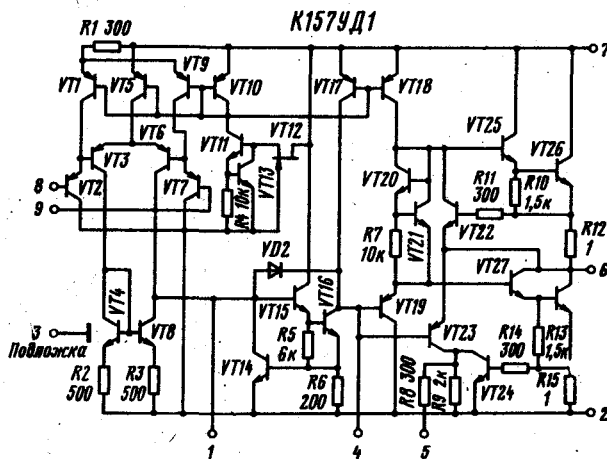 К157УД1
R1 300
7
VT1
VT5
VT9
VT10
VT17
VT18
VT25
VT26
VT6
VT3
VT11
VT12
VT13
VT20
R11
300
R10
1,5к
8
VT2
VT7
9
R4 10к
R7
10к
VT21
VT22
R12
1
VD2
VT27
6
VT4
VT15
VT16
VT19
3
Подложка
VT8
R5
6к
VT23
R14
300
R13
1,5к
R2
500
R3
500
VT14
R6
200
R8 300
R9 2к
VT24
R15
1
2
1
4
5